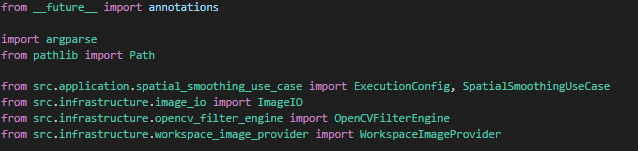 from __future__ import annotations
import argparse
from pathlib import Path
from src.application.spatial_smoothing_use_case import ExecutionConfig, SpatialSmoothingUseCase
from src.infrastructure.image_io import ImageIO
from src.infrastructure.opencv_filter_engine import OpenCVFilterEngine
from src.infrastructure.workspace_image_provider import WorkspaceImageProvider